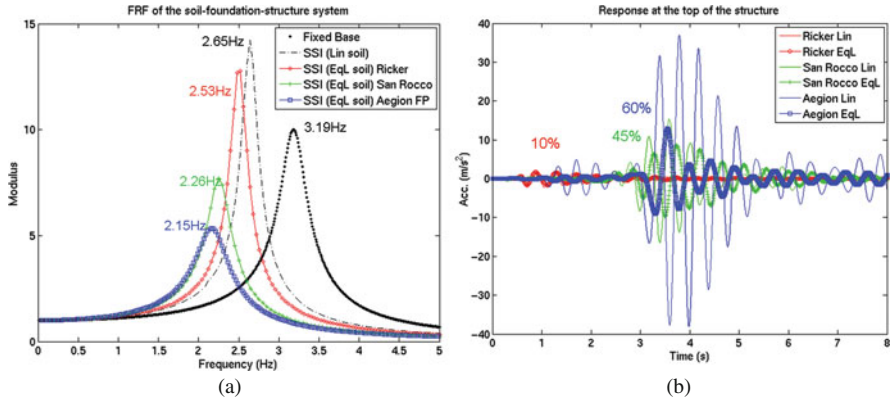 FRF of the soil-foundation-structure system
15
10
5
0
Modulus
0
0.5
1
1.5
2
2.5
3
3.5
4
4.5
5
Frequency (Hz)
2.65Hz
2.53Hz
2.26Hz
2.15Hz
3.19Hz
Fixed Base
SSI (Lin soil)
SSI (EqL soil) Ricker
SSI (EqL soil) San Rocco
SSI (EqL soil) Aegion FP
(a)
Response at the top of the structure
40
30
20
10
0
−10
−20
−30
−40
Acc. (m/s²)
0
1
2
3
4
5
6
7
8
Time (s)
10%
45%
60%
Ricker Lin
Ricker EqL
San Rocco Lin
San Rocco EqL
Aegion Lin
Aegion EqL
(b)